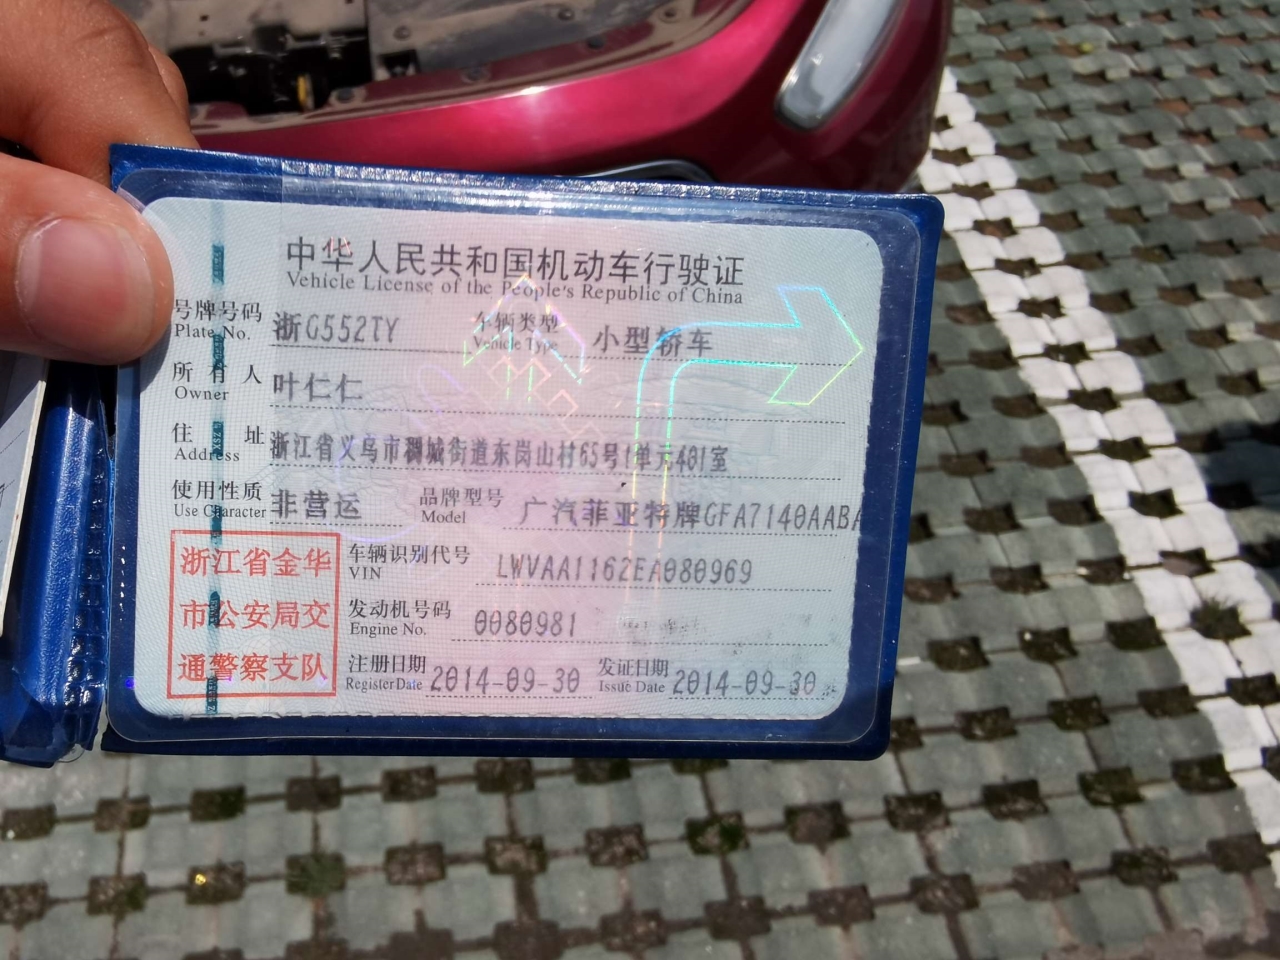 中华人民共和国机动车行驶证
Vehicle License of the People's Republic of China
号牌号码 浙G552TY 车辆类型 小型轿车
Plate No. Vehicle Type
所有人 叶仁仁
Owner
住址 浙江省义乌市稠城街道东岗山村65号1单元401室
Address
使用性质 非营运 品牌型号 广汽菲亚特牌GFA7140AABA
Use Character Model
浙江省金华
市公安局交
通警察支队
车辆识别代号 LWVAA1162EA080969
VIN
发动机号码 0080981
Engine No.
注册日期 2014-09-30 发证日期 2014-09-30
Register Date Issue Date